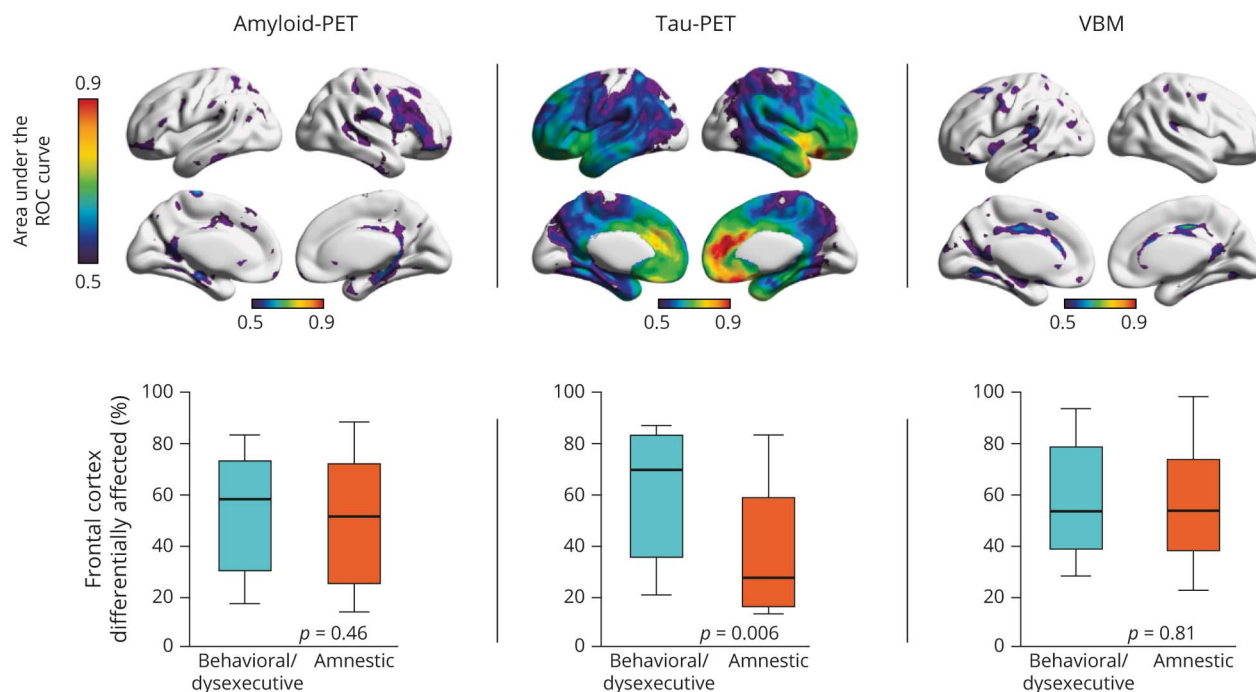 Amyloid-PET
Tau-PET
VBM
Area under the
ROC curve
0.9
0.5
0.5 0.9
0.5 0.9
0.5 0.9
Frontal cortex
differentially affected (%)
100
80
60
40
20
0
p = 0.46
Behavioral/
dysexecutive
Amnestic
100
80
60
40
20
0
p = 0.006
Behavioral/
dysexecutive
Amnestic
100
80
60
40
20
0
p = 0.81
Behavioral/
dysexecutive
Amnestic